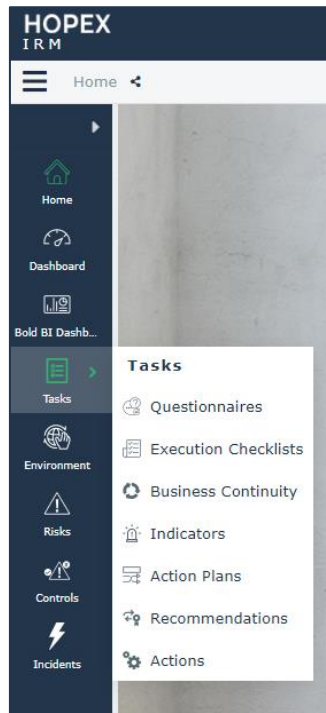 HOPEX
IRM
Home
Home
Dashboard
Bold BI Dashb...
Tasks
Environment
Risks
Controls
Incidents
Tasks
Questionnaires
Execution Checklists
Business Continuity
Indicators
Action Plans
Recommendations
Actions